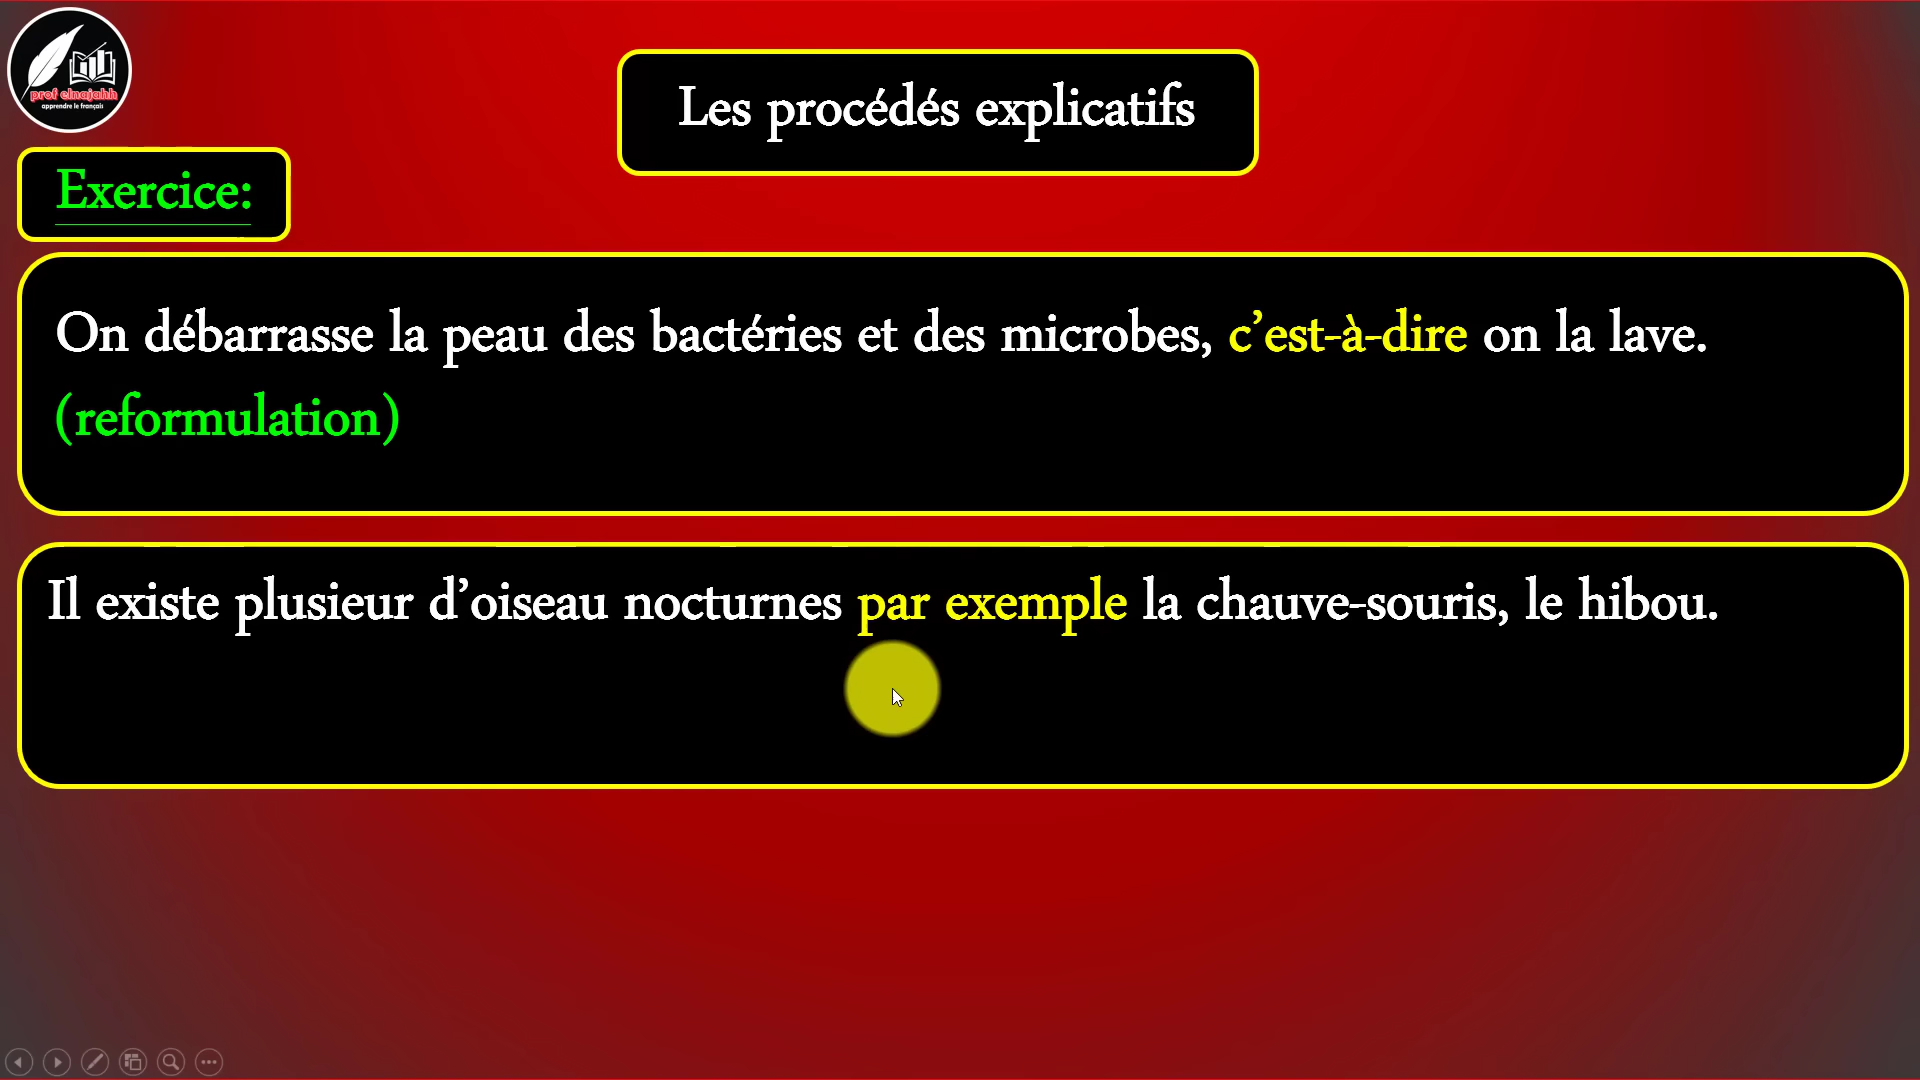 prof elnajahh
apprendre le français
Les procédés explicatifs
Exercice:
On débarrasse la peau des bactéries et des microbes, c’est-à-dire on la lave.
(reformulation)
Il existe plusieur d’oiseau nocturnes par exemple la chauve-souris, le hibou.